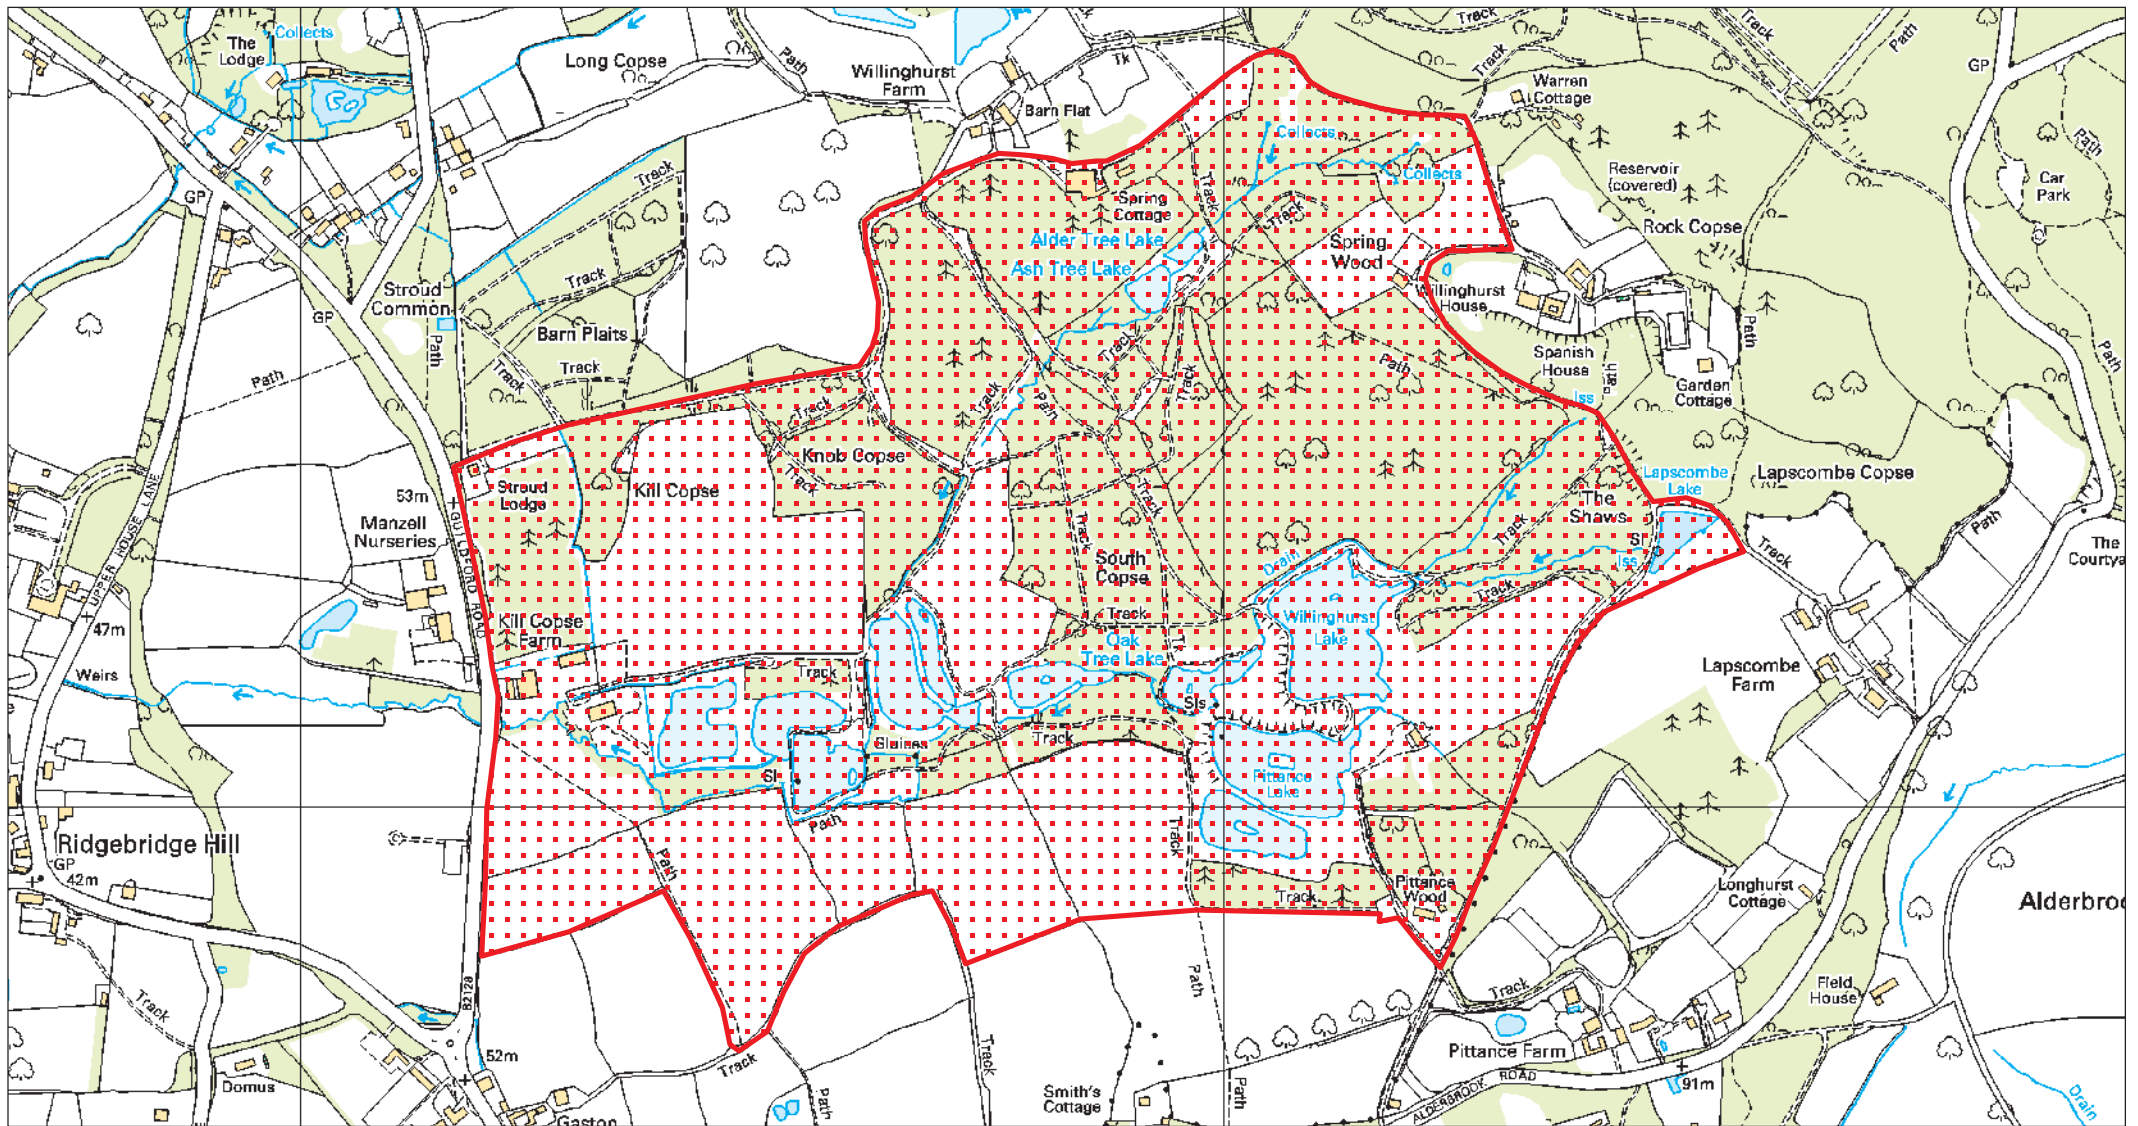 Collects
The
Lodge
Long Copse
Path
Willinghurst
Farm
Tk
Barn Flat
Track
Track
Track
Path
GP
Warren
Cottage
Collects
Collects
Reservoir
(covered)
Rock Copse
Car
Park
Path
GP
Track
Track
Spring
Cottage
Track
Alder Tree Lake
Ash Tree Lake
Spring
Wood
Willinghurst
House
Stroud
Common
GP
Track
Barn Plaits
Path
Track
Track
Path
Track
Track
Path
Spanish
House
Path
Path
Garden
Cottage
Path
Iss
Track
Path
Track
Knob Copse
Track
Kill Copse
Stroud
Lodge
53m
GUILDFORD ROAD
Manzell
Nurseries
UPPER HOUSE LANE
47m
Weirs
Kill Copse
Farm
Track
Track
South
Copse
Track
Drain
Track
The
Shaws
Lapscombe
Lake
Lapscombe Copse
Sl
Iss
Track
Track
Path
The
Courtya
Willinghurst
Lake
Oak
Tree Lake
Tk
Track
Sls
Track
Sluices
Sl
Path
Pittance
Lake
Lapscombe
Farm
Ridgebridge Hill
GP
42m
Path
Track
Track
Pittance
Wood
Longhurst
Cottage
Alderbroo
Track
B2128
52m
Domus
Gaston
Track
Path
Track
Path
Path
Smith's
Cottage
Track
Pittance Farm
ALDERBROOK ROAD
91m
Field
House
Drain